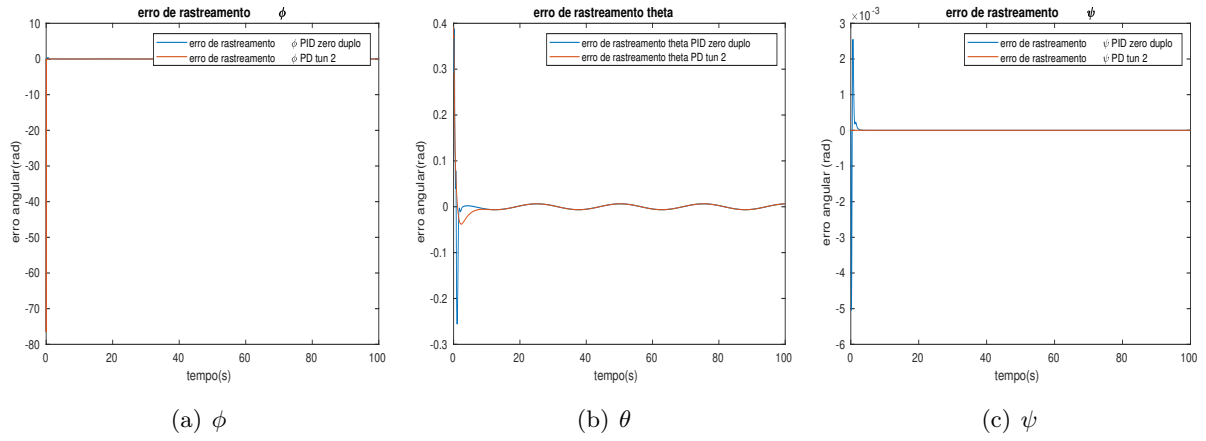 erro de rastreamento ϕ
erro de rastreamento ϕ PID zero duplo
erro de rastreamento ϕ PD tun 2
10
0
-10
-20
-30
-40
-50
-60
-70
-80
erro angular(rad)
0 20 40 60 80 100
tempo(s)
(a) ϕ
erro de rastreamento theta
erro de rastreamento theta PID zero duplo
erro de rastreamento theta PD tun 2
0.4
0.3
0.2
0.1
0
-0.1
-0.2
-0.3
erro angular(rad)
0 20 40 60 80 100
tempo(s)
(b) θ
erro de rastreamento ψ
×10-3
erro de rastreamento ψ PID zero duplo
erro de rastreamento ψ PD tun 2
3
2
1
0
-1
-2
-3
-4
-5
-6
erro angular (rad)
0 20 40 60 80 100
tempo(s)
(c) ψ